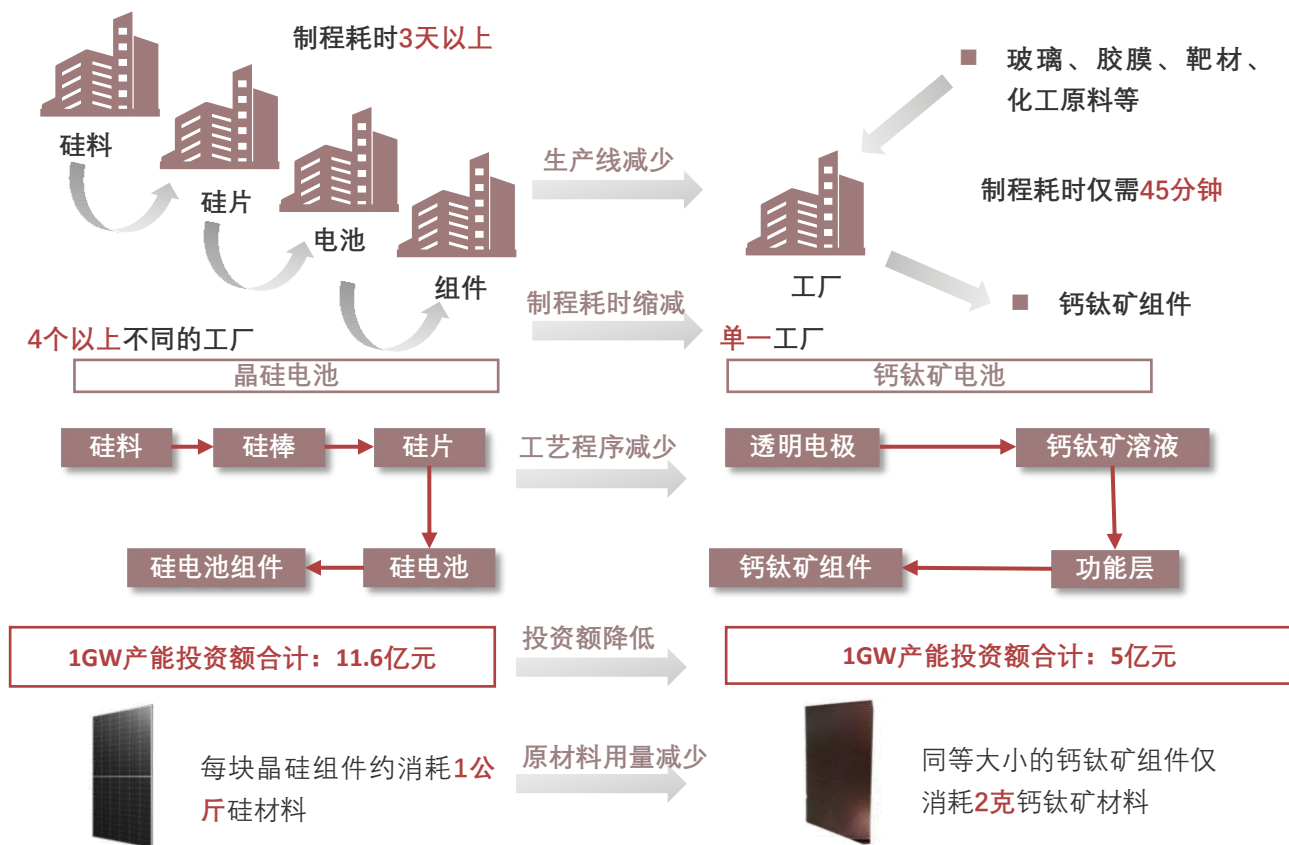 制程耗时3天以上
硅料
硅片
电池
组件
4个以上不同的工厂
生产线减少
制程耗时缩减
■ 玻璃、胶膜、靶材、
化工原料等
制程耗时仅需45分钟
工厂
■ 钙钛矿组件
单一工厂
晶硅电池
钙钛矿电池
硅料
硅棒
硅片
硅电池组件
硅电池
工艺程序减少
透明电极
钙钛矿溶液
钙钛矿组件
功能层
1GW产能投资额合计：11.6亿元
投资额降低
1GW产能投资额合计：5亿元
每块晶硅组件约消耗1公
斤硅材料
原材料用量减少
同等大小的钙钛矿组件仅
消耗2克钙钛矿材料